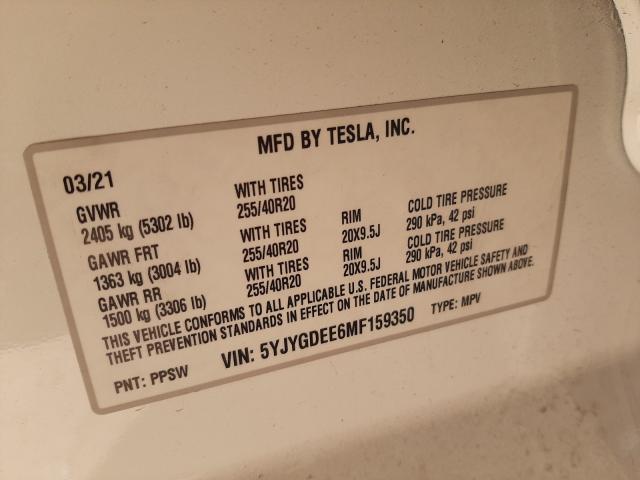 MFD BY TESLA, INC.
03/21
GVWR WITH TIRES
2405 kg (5302 lb) 255/40R20 RIM COLD TIRE PRESSURE
GAWR FRT WITH TIRES 20X9.5J 290 kPa, 42 psi
1363 kg (3004 lb) 255/40R20 RIM COLD TIRE PRESSURE
GAWR RR WITH TIRES 20X9.5J 290 kPa, 42 psi
1500 kg (3306 lb) 255/40R20
THIS VEHICLE CONFORMS TO ALL APPLICABLE U.S. FEDERAL MOTOR VEHICLE SAFETY AND
THEFT PREVENTION STANDARDS IN EFFECT ON THE DATE OF MANUFACTURE SHOWN ABOVE.
PNT: PPSW VIN: 5YJYGDEE6MF159350 TYPE: MPV